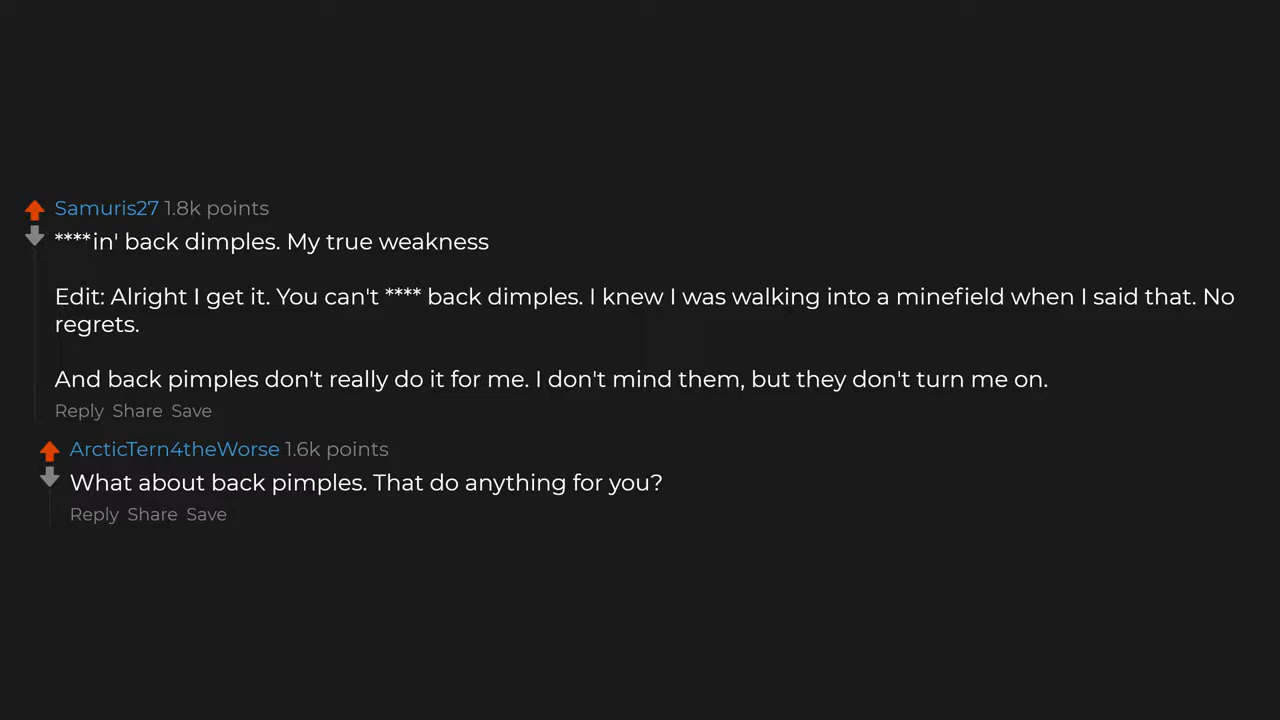 Samuris27 1.8k points
****in' back dimples. My true weakness
Edit: Alright I get it. You can't **** back dimples. I knew I was walking into a minefield when I said that. No
regrets.
And back pimples don't really do it for me. I don't mind them, but they don't turn me on.
Reply Share Save
ArcticTern4theWorse 1.6k points
What about back pimples. That do anything for you?
Reply Share Save